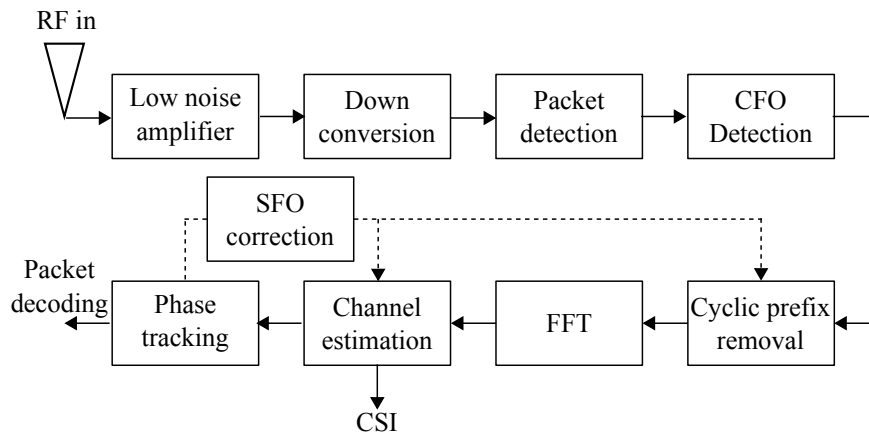 RF in
Low noise
amplifier
Down
conversion
Packet
detection
CFO
Detection
SFO
correction
Packet
decoding
Phase
tracking
Channel
estimation
FFT
Cyclic prefix
removal
CSI